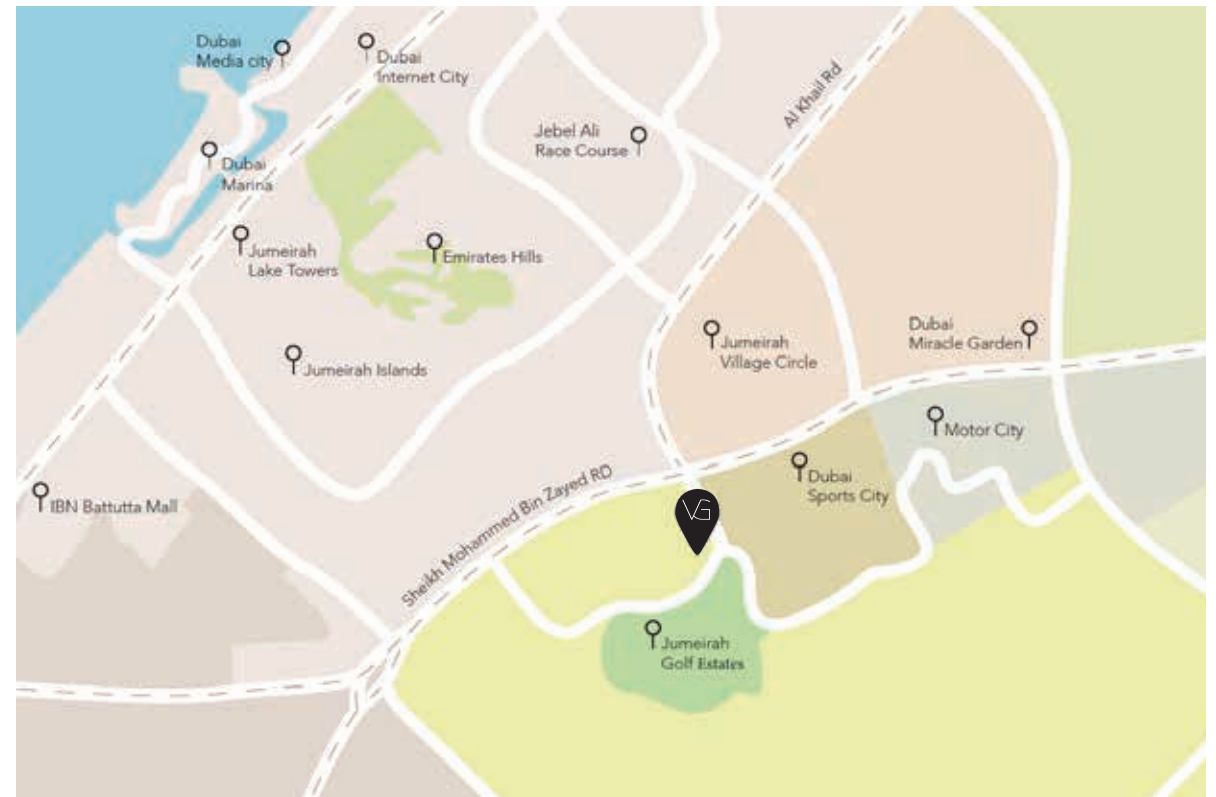 Dubai
Media city
Dubai
Internet City
Al Khail Rd
Jebel Ali
Race Course
Dubai
Marina
Jumeirah
Lake Towers
Emirates Hills
Jumeirah
Village Circle
Dubai
Miracle Garden
Jumeirah Islands
Motor City
Dubai
Sports City
IBN Battutta Mall
Sheikh Mohammed Bin Zayed RD
VG
Jumeirah
Golf Estates